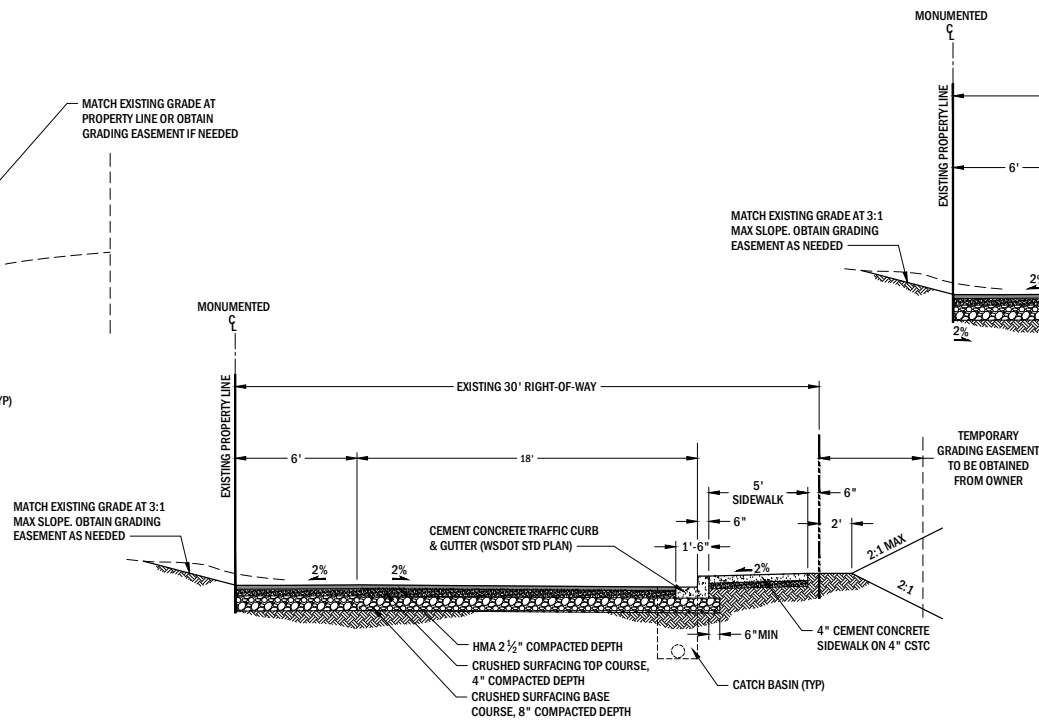 MATCH EXISTING GRADE AT
PROPERTY LINE OR OBTAIN
GRADING EASEMENT IF NEEDED
YP)
MONUMENTED
CL
EXISTING PROPERTY LINE
6'
MATCH EXISTING GRADE AT 3:1
MAX SLOPE. OBTAIN GRADING
EASEMENT AS NEEDED
2%
2%
MONUMENTED
CL
EXISTING PROPERTY LINE
EXISTING 30' RIGHT-OF-WAY
6'
18'
TEMPORARY
GRADING EASEMENT
TO BE OBTAINED
FROM OWNER
5'
SIDEWALK
6"
6"
2'
1'-6"
MATCH EXISTING GRADE AT 3:1
MAX SLOPE. OBTAIN GRADING
EASEMENT AS NEEDED
CEMENT CONCRETE TRAFFIC CURB
& GUTTER (WSDOT STD PLAN)
2%
2%
2%
2:1 MAX
2:1
6"MIN
HMA 2 ½" COMPACTED DEPTH
CRUSHED SURFACING TOP COURSE,
4" COMPACTED DEPTH
CRUSHED SURFACING BASE
COURSE, 8" COMPACTED DEPTH
4" CEMENT CONCRETE
SIDEWALK ON 4" CSTC
CATCH BASIN (TYP)